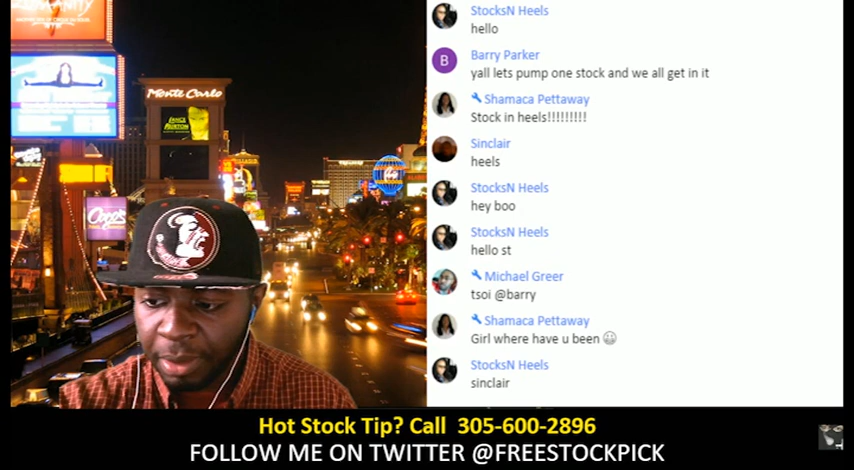 Monte Carlo
LANCE
BURTON
Coco's
StocksN Heels
hello
B
Barry Parker
yall lets pump one stock and we all get in it
Shamaca Pettaway
Stock in heels!!!!!!!!!
Sinclair
heels
StocksN Heels
hey boo
StocksN Heels
hello st
Michael Greer
tsoi @barry
Shamaca Pettaway
Girl where have u been 😀
StocksN Heels
sinclair
Hot Stock Tip? Call 305-600-2896
FOLLOW ME ON TWITTER @FREESTOCKPICK